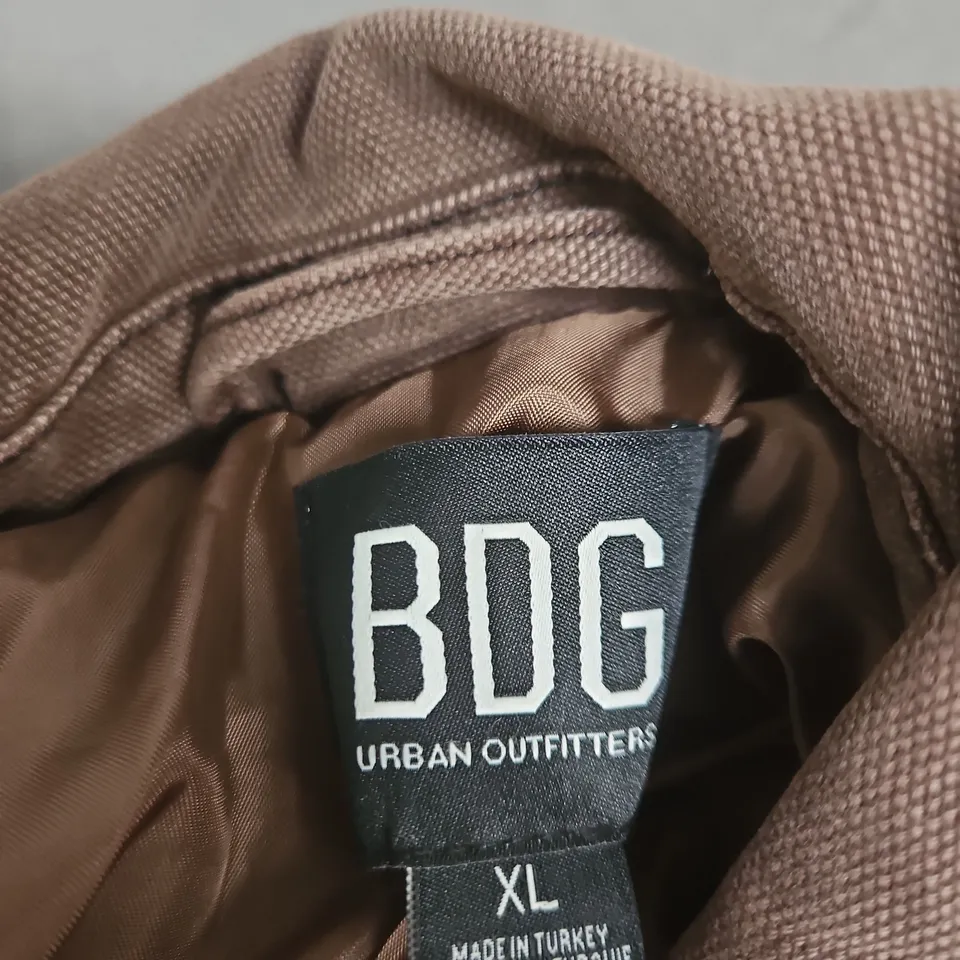 BDG
URBAN OUTFITTERS
XL
MADE IN TURKEY